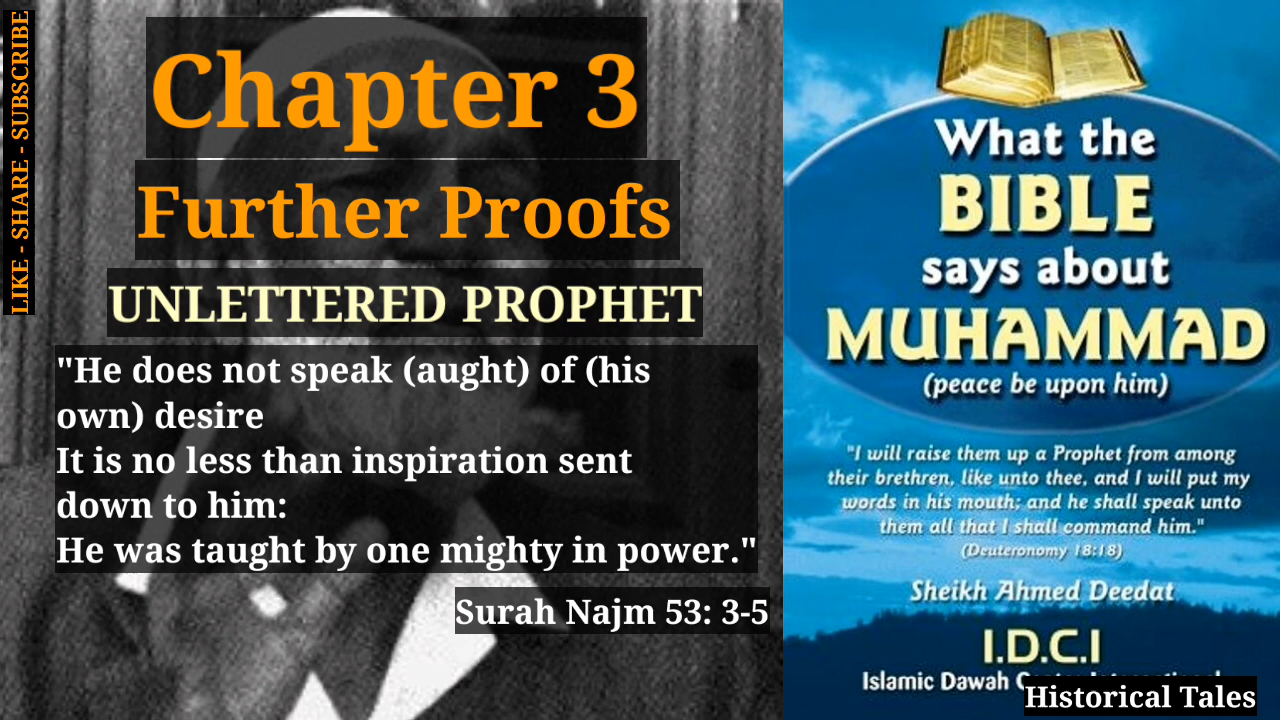 LIKE - SHARE - SUBSCRIBE
Chapter 3
Further Proofs
UNLETTERED PROPHET
"He does not speak (aught) of (his
own) desire
It is no less than inspiration sent
down to him:
He was taught by one mighty in power."
Surah Najm 53: 3-5
What the
BIBLE
says about
MUHAMMAD
(peace be upon him)
"I will raise them up a Prophet from among
their brethren, like unto thee, and I will put my
words in his mouth; and he shall speak unto
them all that I shall command him."
(Deuteronomy 18:18)
Sheikh Ahmed Deedat
I.D.C.I
Islamic Dawah
Historical Tales